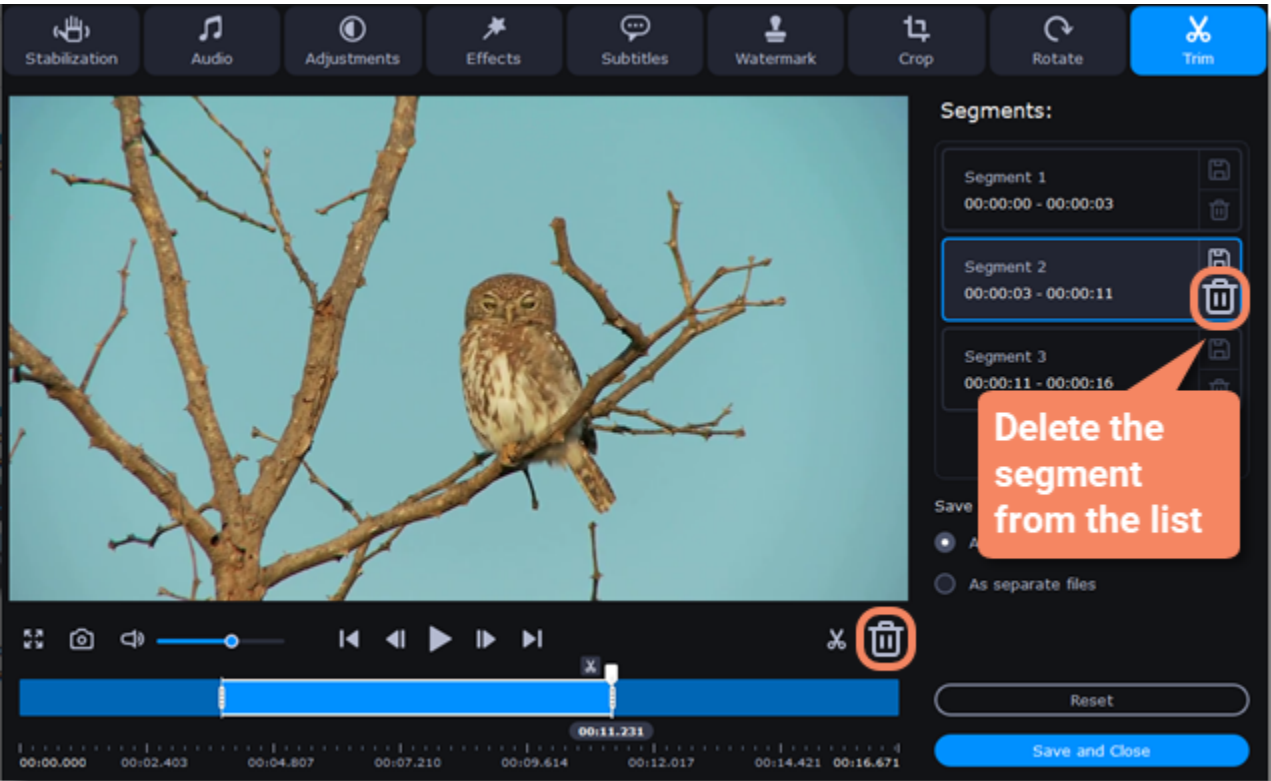 Stabilization
Audio
Adjustments
Effects
Subtitles
Watermark
Crop
Rotate
Trim
Segments:
Segment 1
00:00:00 - 00:00:03
Segment 2
00:00:03 - 00:00:11
Segment 3
00:00:11 - 00:00:16
Delete the
segment
from the list
Save
As separate files
00:11.231
00:00.000 00:02.403 00:04.807 00:07.210 00:09.614 00:12.017 00:14.421 00:16.671
Reset
Save and Close